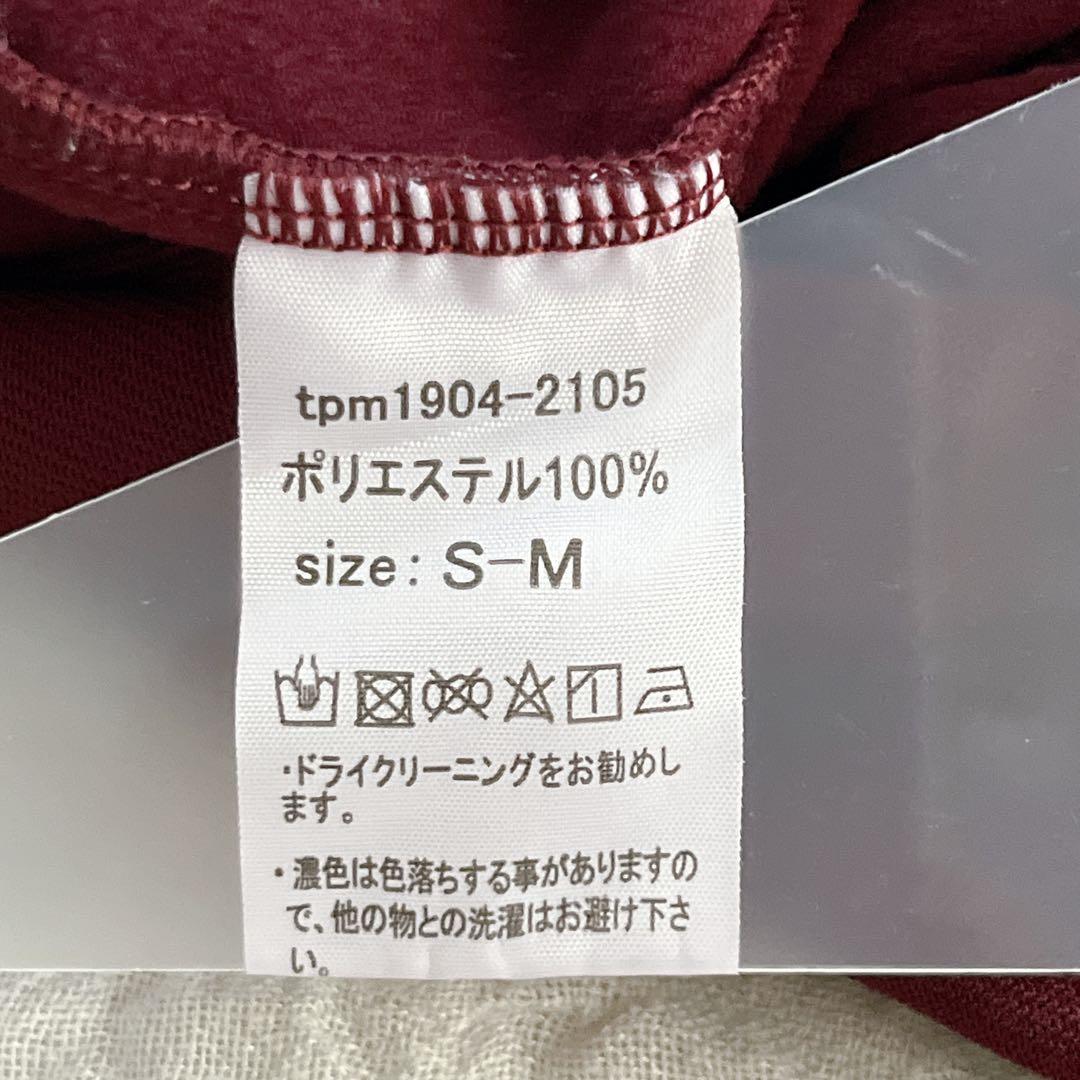 tpm1904-2105
ポリエステル100%
size: S-M
・ドライクリーニングをお勧めし
ます。
・濃色は色落ちする事がありますの
で、他の物との洗濯はお避け下さ
い。